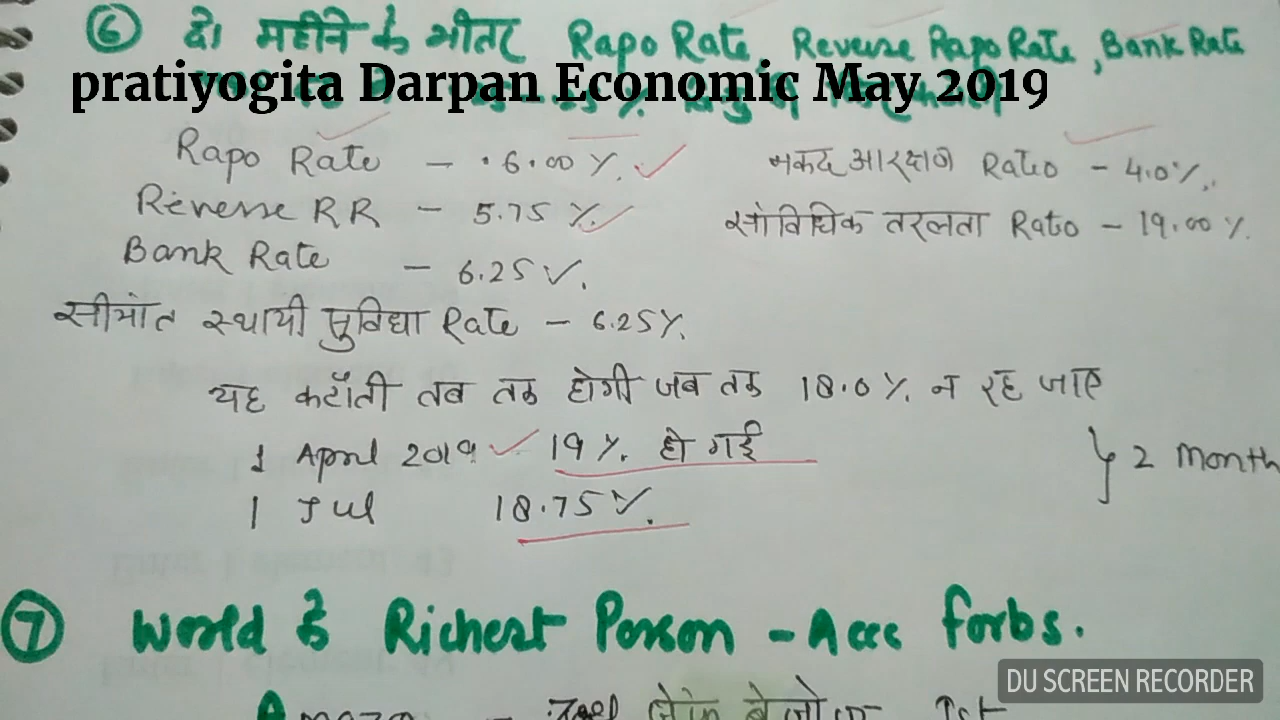 ⑥ दो महीने के भीतर Rapo Rate, Reverse Rapo Rate, Bank Rate
pratiyogita Darpan Economic May 2019
Rapo Rate - 6.00 %.
नकद आरक्षण Ratio - 4.0%.
Reverse RR - 5.75 %.
सांविधिक तरलता Ratio - 19.00 %.
Bank Rate - 6.25%.
सीमांत स्थायी सुविधा Rate - 6.25%.
यह कटौती तब तक होगी जब तक 18.0%. न रह जाए
1 April 2019 19 %. हो गई
1 Jul 18.75%.
} 2 month
⑦ World के Richest Person - Acc forbs.
जेफ बेजोस Ist
DU SCREEN RECORDER